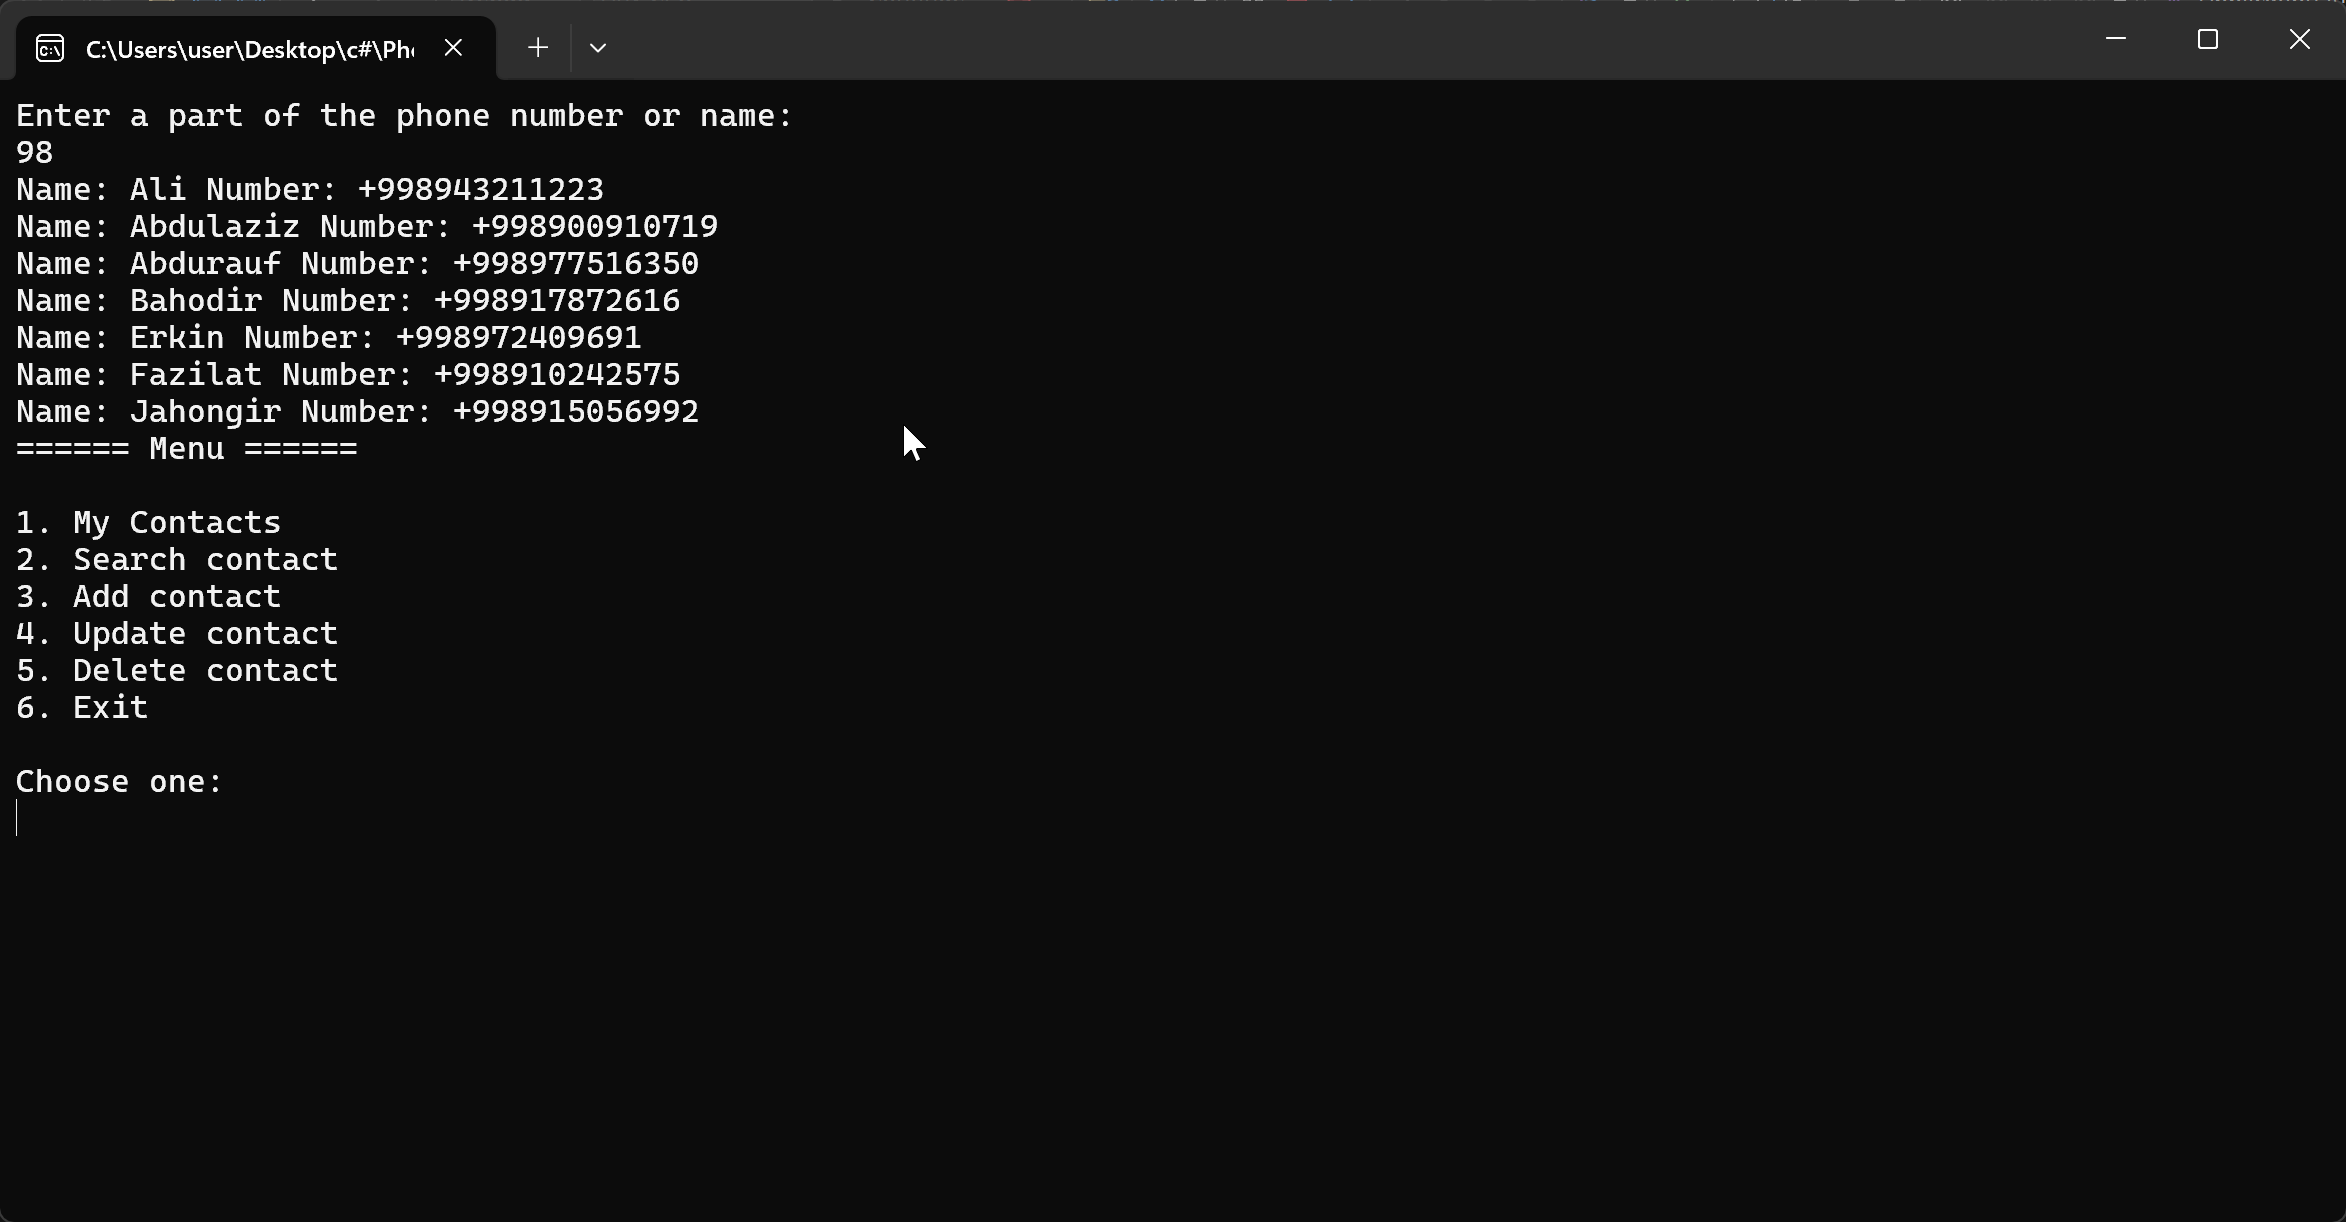 C:\Users\user\Desktop\c#\Ph
Enter a part of the phone number or name:
98
Name: Ali Number: +998943211223
Name: Abdulaziz Number: +998900910719
Name: Abdurauf Number: +998977516350
Name: Bahodir Number: +998917872616
Name: Erkin Number: +998972409691
Name: Fazilat Number: +998910242575
Name: Jahongir Number: +998915056992
====== Menu ======
1. My Contacts
2. Search contact
3. Add contact
4. Update contact
5. Delete contact
6. Exit
Choose one: